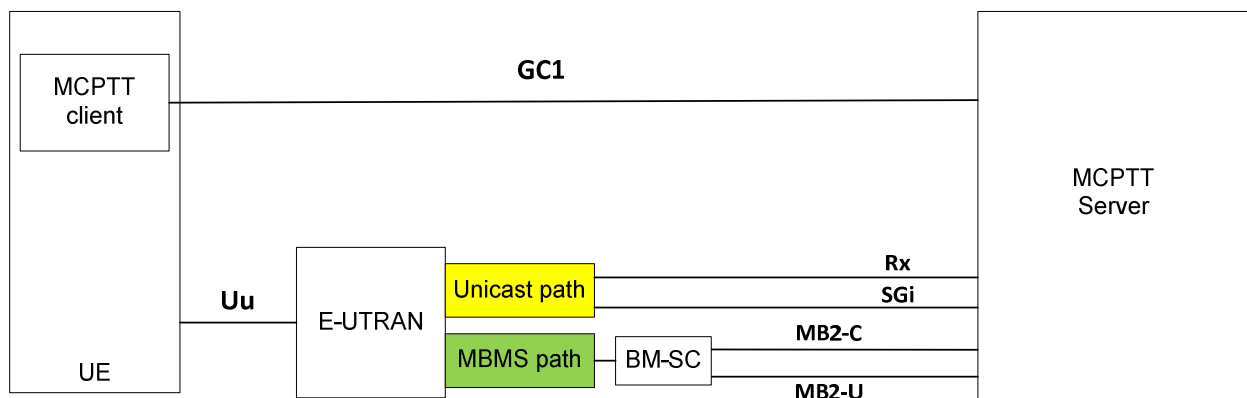 GC1
MCPTT
client
MCPTT
Server
Rx
Unicast path
SGi
Uu
E-UTRAN
MB2-C
MBMS path
BM-SC
UE
MB2-U